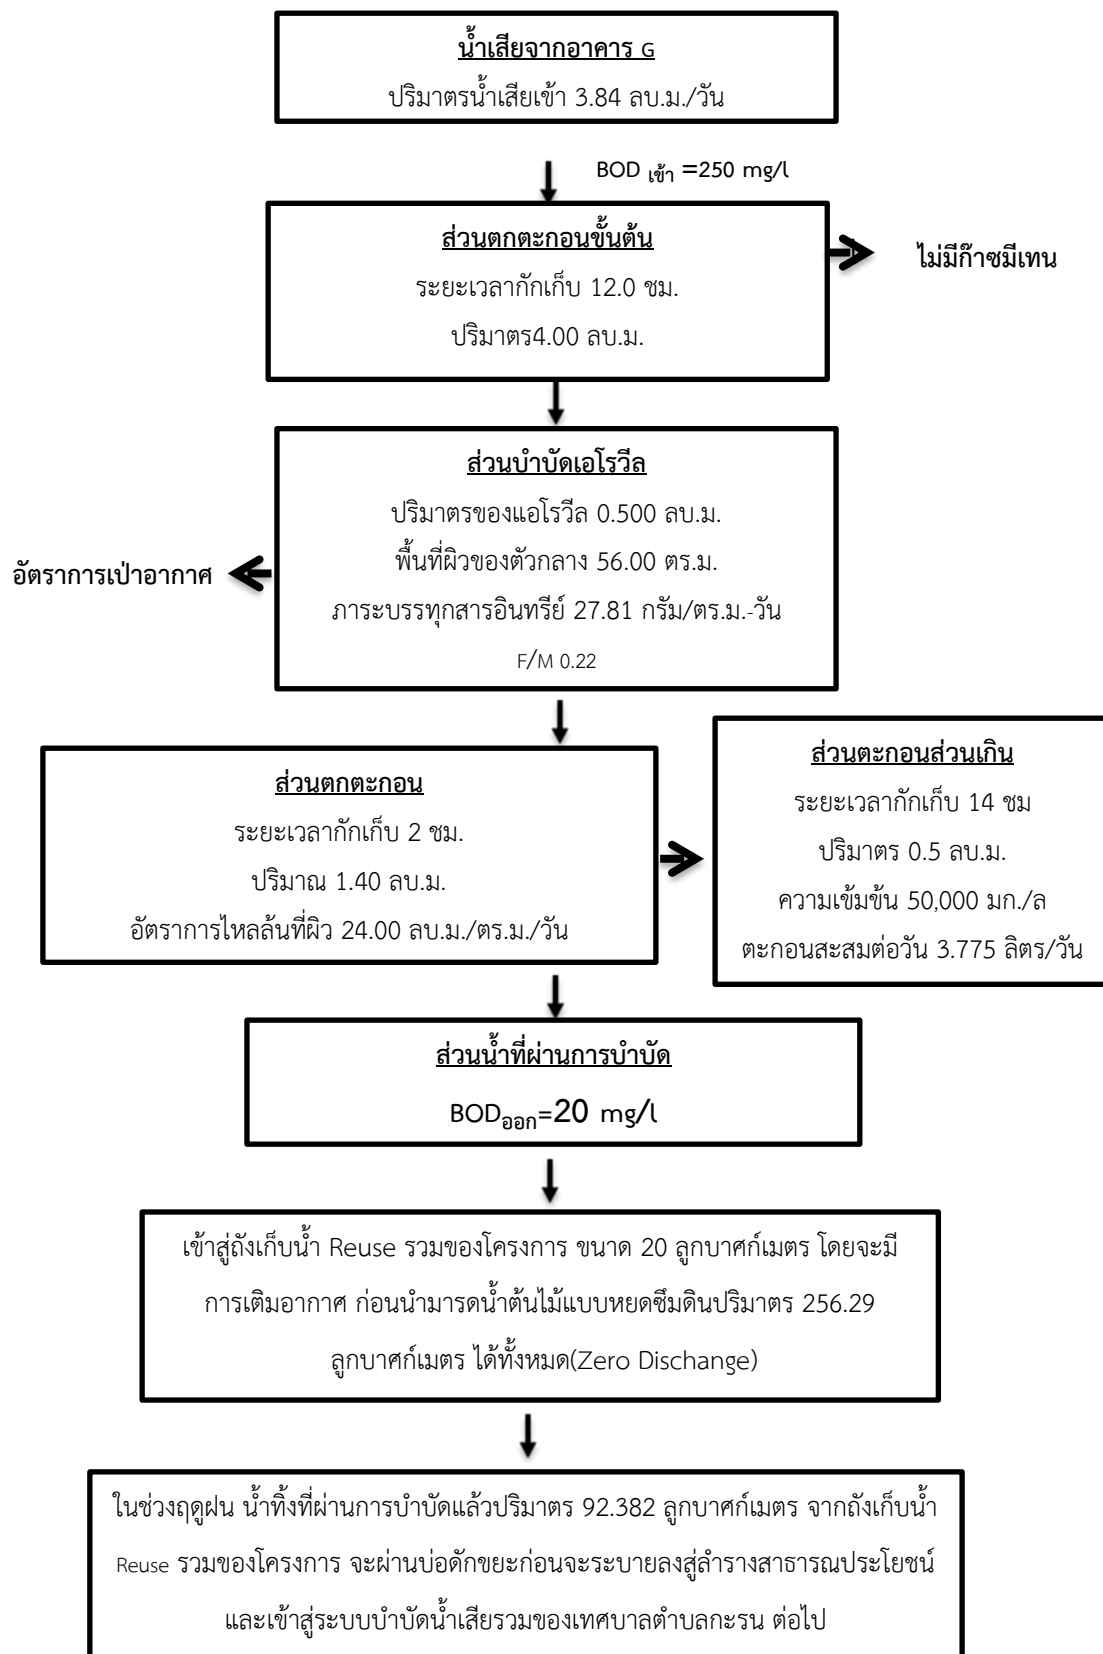 น้ำเสียจากอาคาร G
ปริมาตรน้ำเสียเข้า 3.84 ลบ.ม./วัน
BOD เข้า =250 mg/l
ส่วนตกตะกอนขั้นต้น
ระยะเวลากักเก็บ 12.0 ชม.
ปริมาตร4.00 ลบ.ม.
ไม่มีก๊าซมีเทน
ส่วนบำบัดเอโรวีล
ปริมาตรของแอโรวีล 0.500 ลบ.ม.
พื้นที่ผิวของตัวกลาง 56.00 ตร.ม.
ภาระบรรทุกสารอินทรีย์ 27.81 กรัม/ตร.ม.-วัน
F/M 0.22
อัตราการเป่าอากาศ
ส่วนตกตะกอน
ระยะเวลากักเก็บ 2 ชม.
ปริมาณ 1.40 ลบ.ม.
อัตราการไหลล้นที่ผิว 24.00 ลบ.ม./ตร.ม./วัน
ส่วนตะกอนส่วนเกิน
ระยะเวลากักเก็บ 14 ชม
ปริมาตร 0.5 ลบ.ม.
ความเข้มข้น 50,000 มก./ล
ตะกอนสะสมต่อวัน 3.775 ลิตร/วัน
ส่วนน้ำที่ผ่านการบำบัด
BODออก=20 mg/l
เข้าสู่ถังเก็บน้ำ Reuse รวมของโครงการ ขนาด 20 ลูกบาศก์เมตร โดยจะมี
การเติมอากาศ ก่อนนำมารดน้ำต้นไม้แบบหยดซึมดินปริมาตร 256.29
ลูกบาศก์เมตร ได้ทั้งหมด(Zero Dischange)
ในช่วงฤดูฝน น้ำทิ้งที่ผ่านการบำบัดแล้วปริมาตร 92.382 ลูกบาศก์เมตร จากถังเก็บน้ำ
Reuse รวมของโครงการ จะผ่านบ่อดักขยะก่อนจะระบายลงสู่ลำรางสาธารณประโยชน์
และเข้าสู่ระบบบำบัดน้ำเสียรวมของเทศบาลตำบลกะรน ต่อไป